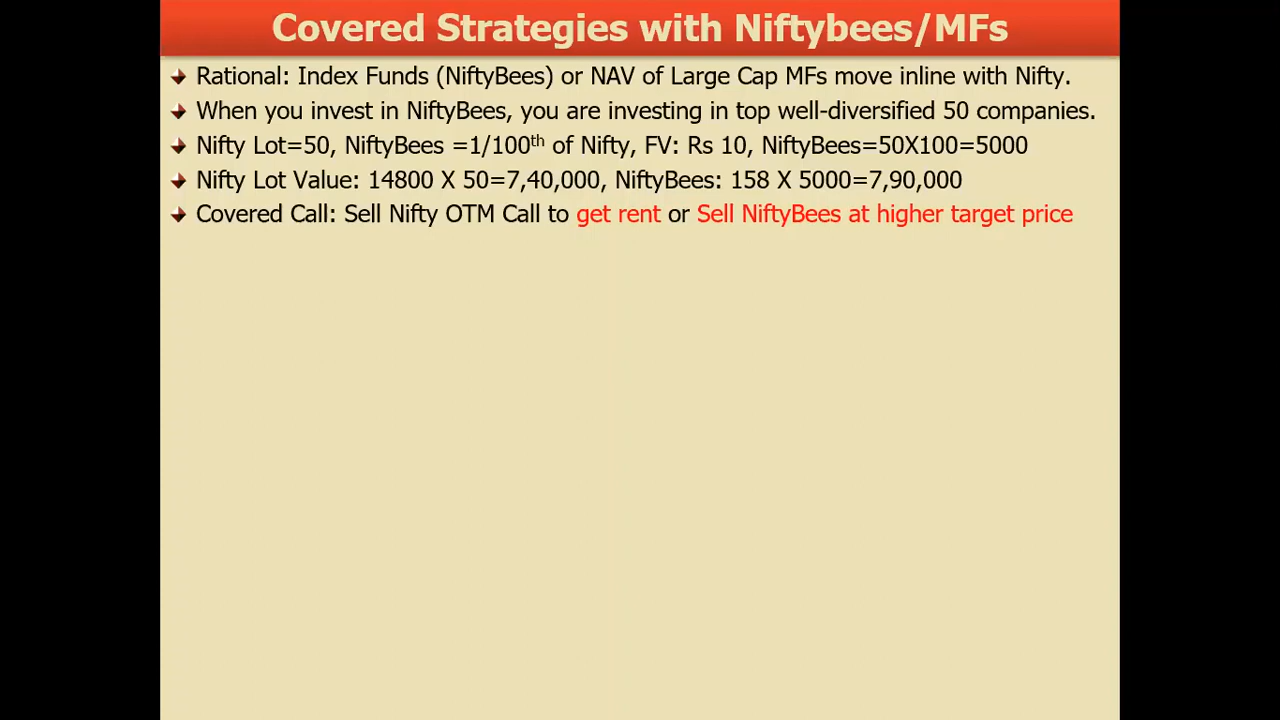 Covered Strategies with Niftybees/MFs
Rational: Index Funds (NiftyBees) or NAV of Large Cap MFs move inline with Nifty.
When you invest in NiftyBees, you are investing in top well-diversified 50 companies.
Nifty Lot=50, NiftyBees =1/100th of Nifty, FV: Rs 10, NiftyBees=50X100=5000
Nifty Lot Value: 14800 X 50=7,40,000, NiftyBees: 158 X 5000=7,90,000
Covered Call: Sell Nifty OTM Call to get rent or Sell NiftyBees at higher target price